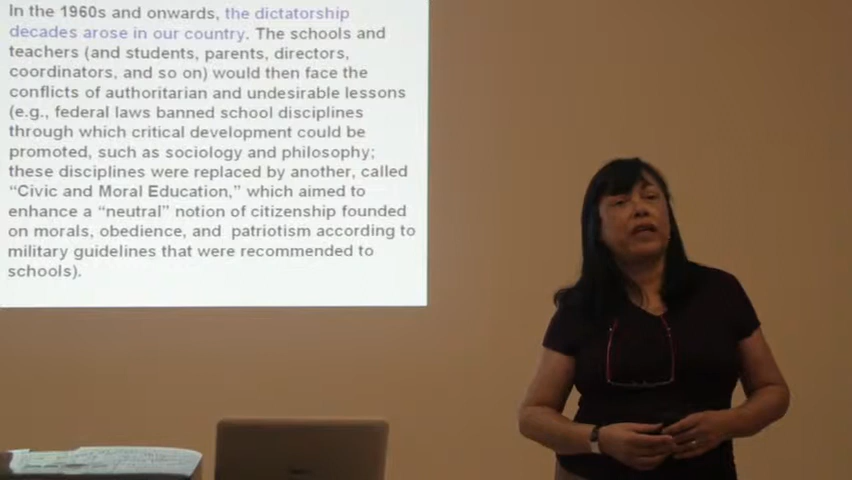 In the 1960s and onwards, the dictatorship
decades arose in our country. The schools and
teachers (and students, parents, directors,
coordinators, and so on) would then face the
conflicts of authoritarian and undesirable lessons
(e.g., federal laws banned school disciplines
through which critical development could be
promoted, such as sociology and philosophy;
these disciplines were replaced by another, called
“Civic and Moral Education,” which aimed to
enhance a “neutral” notion of citizenship founded
on morals, obedience, and patriotism according to
military guidelines that were recommended to
schools).